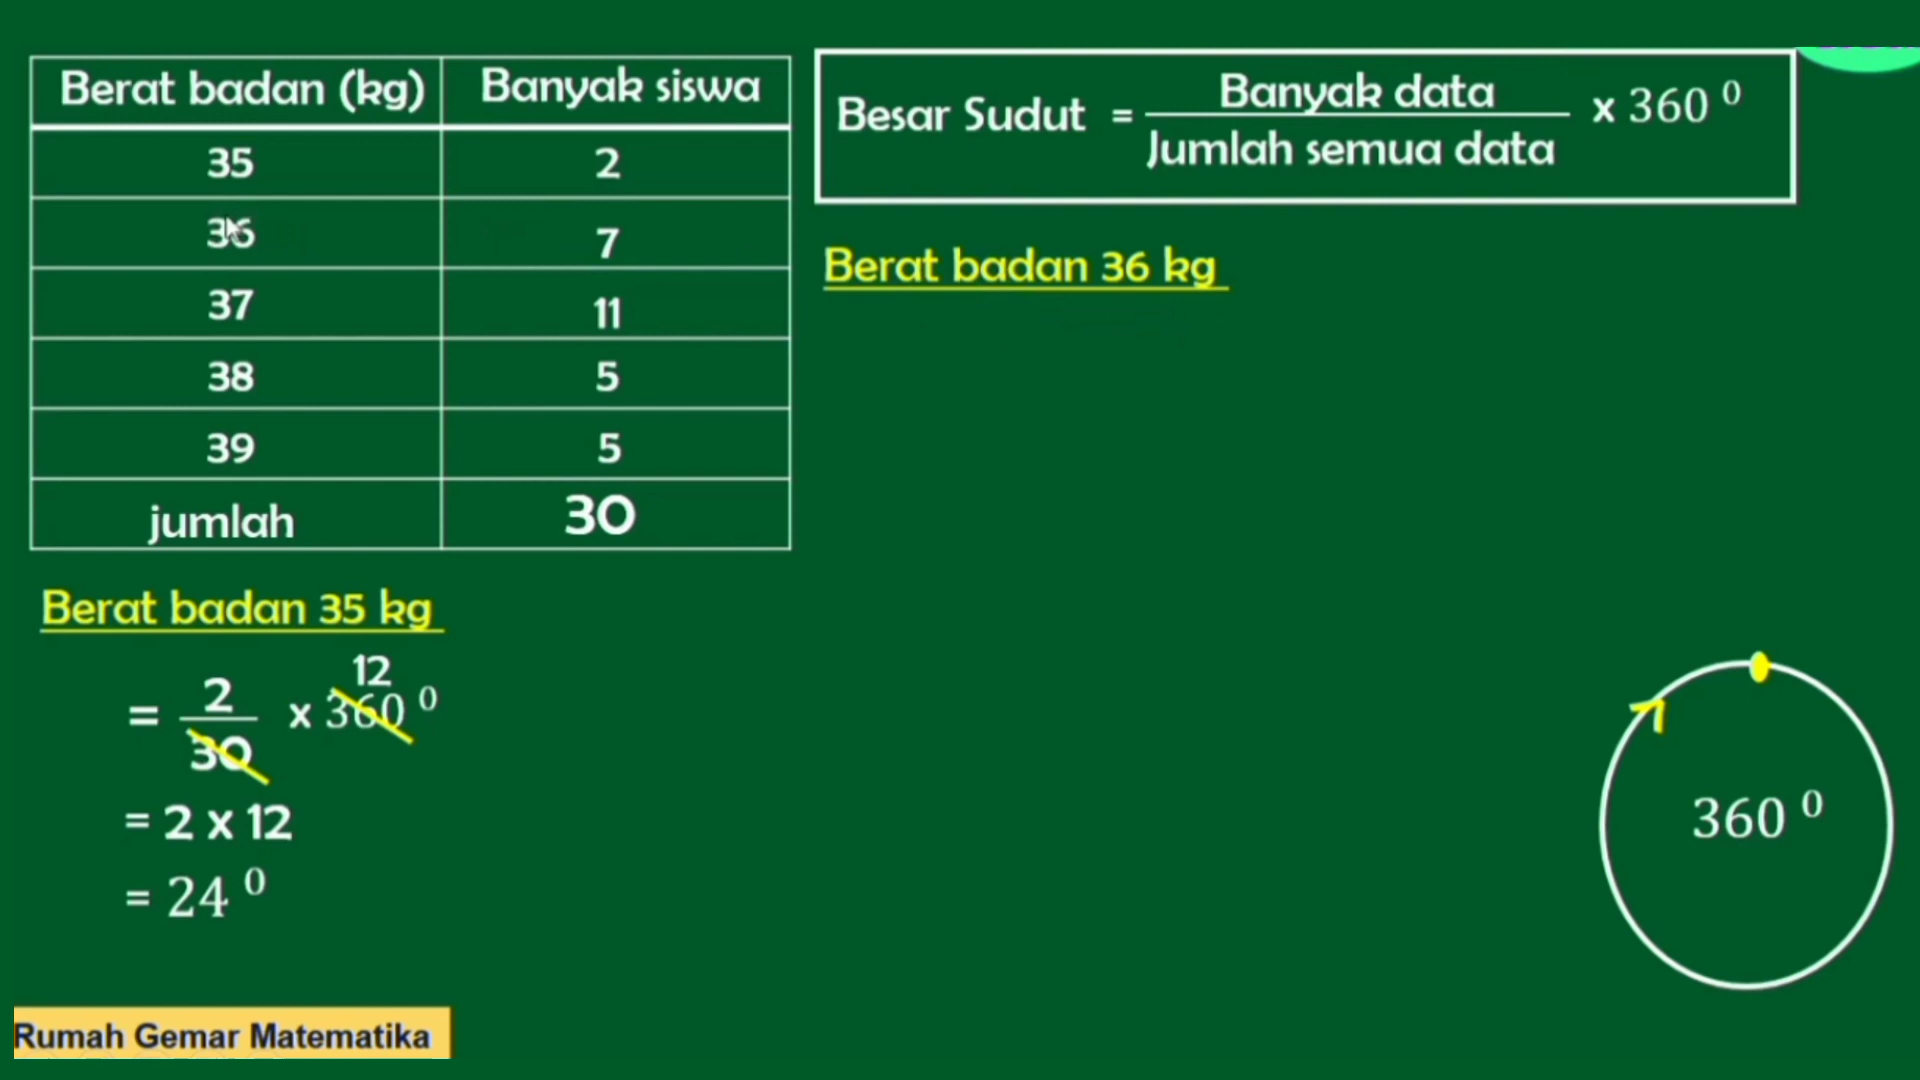 Berat badan (kg) Banyak siswa
35 2
36 7
37 11
38 5
39 5
jumlah 30
Besar Sudut = Banyak data / Jumlah semua data x 360 0
Berat badan 36 kg
Berat badan 35 kg
12
= 2 / 30 x 360 0
= 2 x 12
= 24 0
360 0
Rumah Gemar Matematika